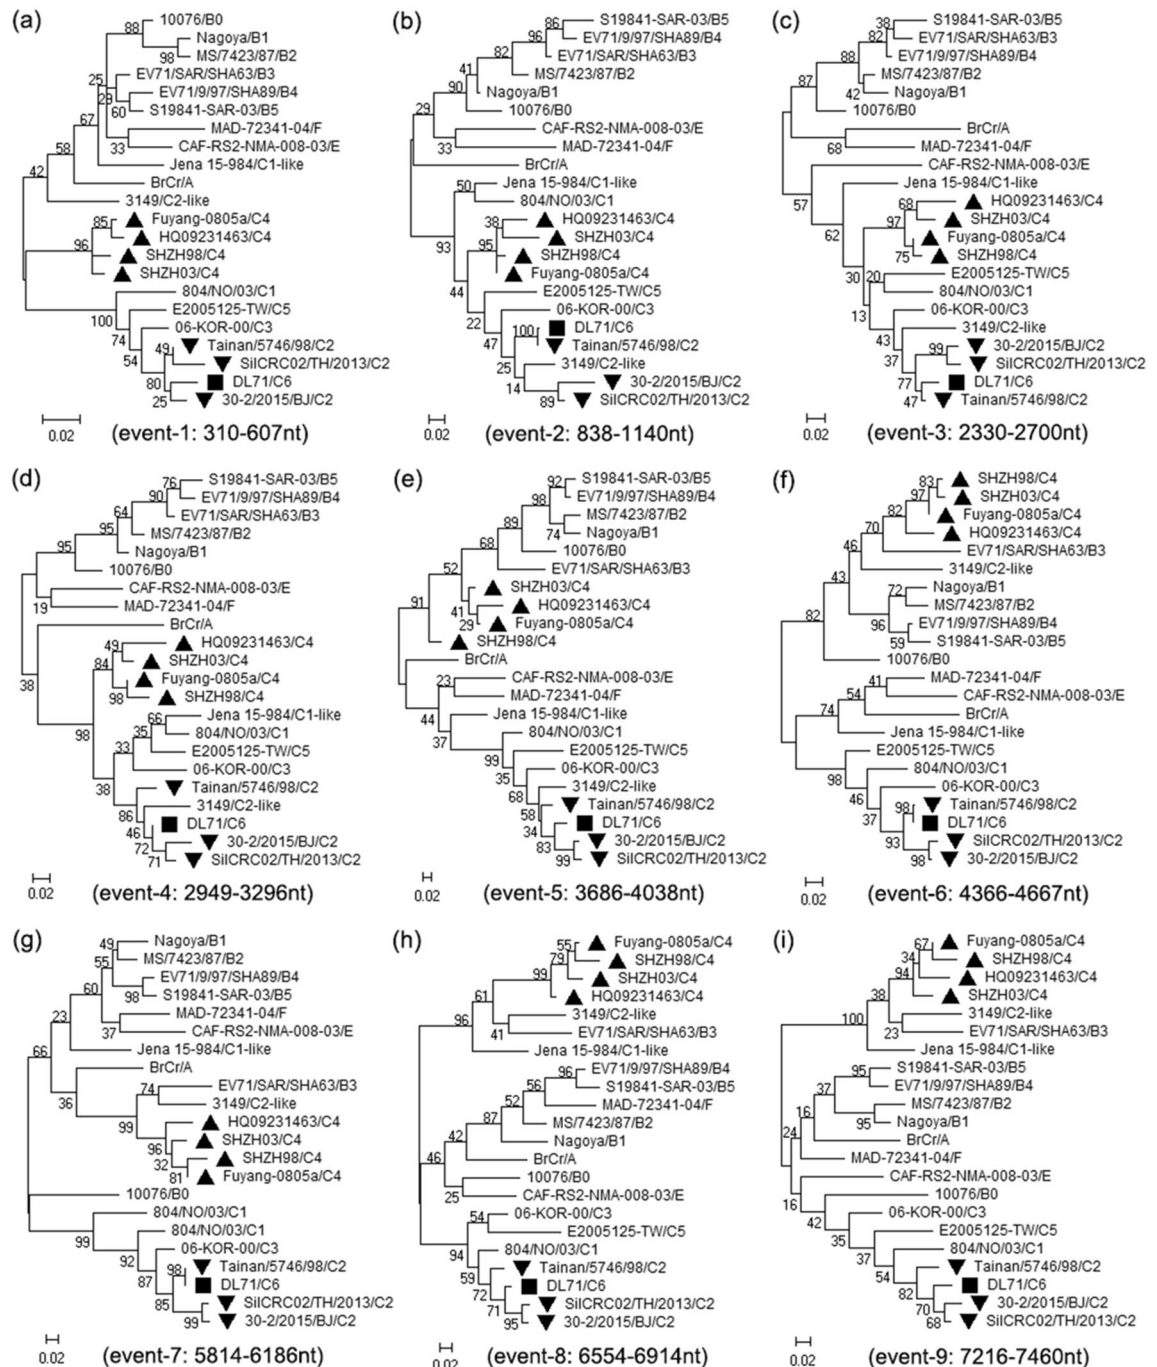 (a)
10076/B0
88
Nagoya/B1
98
MS/7423/87/B2
25
EV71/SAR/SHA63/B3
29
EV71/9/97/SHA89/B4
60
S19841-SAR-03/B5
67
MAD-72341-04/F
33
CAF-RS2-NMA-008-03/E
58
Jena 15-984/C1-like
42
BrCr/A
3149/C2-like
85
Fuyang-0805a/C4
HQ09231463/C4
96
SHZH98/C4
SHZH03/C4
804/NO/03/C1
100
E2005125-TW/C5
74
06-KOR-00/C3
54
49
Tainan/5746/98/C2
SiICRC02/TH/2013/C2
80
DL71/C6
25
30-2/2015/BJ/C2
0.02
(event-1: 310-607nt)
(b)
86
S19841-SAR-03/B5
96
EV71/9/97/SHA89/B4
82
EV71/SAR/SHA63/B3
41
MS/7423/87/B2
90
Nagoya/B1
29
10076/B0
CAF-RS2-NMA-008-03/E
33
MAD-72341-04/F
BrCr/A
50
Jena 15-984/C1-like
804/NO/03/C1
93
38
HQ09231463/C4
SHZH03/C4
95
SHZH98/C4
Fuyang-0805a/C4
44
E2005125-TW/C5
22
06-KOR-00/C3
47
100
DL71/C6
Tainan/5746/98/C2
25
3149/C2-like
14
30-2/2015/BJ/C2
89
SiICRC02/TH/2013/C2
0.02
(event-2: 838-1140nt)
(c)
38
S19841-SAR-03/B5
82
EV71/SAR/SHA63/B3
88
EV71/9/97/SHA89/B4
87
MS/7423/87/B2
42
Nagoya/B1
10076/B0
BrCr/A
68
MAD-72341-04/F
CAF-RS2-NMA-008-03/E
57
Jena 15-984/C1-like
68
HQ09231463/C4
97
SHZH03/C4
62
Fuyang-0805a/C4
75
SHZH98/C4
30
20
E2005125-TW/C5
804/NO/03/C1
13
06-KOR-00/C3
43
3149/C2-like
99
30-2/2015/BJ/C2
37
SiICRC02/TH/2013/C2
77
DL71/C6
47
Tainan/5746/98/C2
0.02
(event-3: 2330-2700nt)
(d)
76
S19841-SAR-03/B5
90
EV71/9/97/SHA89/B4
64
EV71/SAR/SHA63/B3
95
MS/7423/87/B2
95
Nagoya/B1
10076/B0
CAF-RS2-NMA-008-03/E
19
MAD-72341-04/F
BrCr/A
38
49
HQ09231463/C4
84
SHZH03/C4
Fuyang-0805a/C4
98
SHZH98/C4
98
66
Jena 15-984/C1-like
35
804/NO/03/C1
33
E2005125-TW/C5
06-KOR-00/C3
38
Tainan/5746/98/C2
86
3149/C2-like
46
DL71/C6
72
30-2/2015/BJ/C2
71
SiICRC02/TH/2013/C2
0.02
(event-4: 2949-3296nt)
(e)
92
S19841-SAR-03/B5
98
EV71/9/97/SHA89/B4
89
MS/7423/87/B2
74
Nagoya/B1
68
10076/B0
52
EV71/SAR/SHA63/B3
SHZH03/C4
91
41
HQ09231463/C4
29
Fuyang-0805a/C4
SHZH98/C4
BrCr/A
23
CAF-RS2-NMA-008-03/E
MAD-72341-04/F
44
Jena 15-984/C1-like
37
804/NO/03/C1
99
E2005125-TW/C5
35
06-KOR-00/C3
68
3149/C2-like
58
Tainan/5746/98/C2
34
DL71/C6
83
30-2/2015/BJ/C2
99
SiICRC02/TH/2013/C2
0.02
(event-5: 3686-4038nt)
(f)
83
SHZH98/C4
97
SHZH03/C4
82
Fuyang-0805a/C4
70
HQ09231463/C4
46
EV71/SAR/SHA63/B3
3149/C2-like
43
72
Nagoya/B1
MS/7423/87/B2
96
EV71/9/97/SHA89/B4
59
S19841-SAR-03/B5
82
10076/B0
41
MAD-72341-04/F
54
CAF-RS2-NMA-008-03/E
74
BrCr/A
Jena 15-984/C1-like
E2005125-TW/C5
98
804/NO/03/C1
46
06-KOR-00/C3
37
98
Tainan/5746/98/C2
DL71/C6
93
SiICRC02/TH/2013/C2
98
30-2/2015/BJ/C2
0.02
(event-6: 4366-4667nt)
(g)
49
Nagoya/B1
55
MS/7423/87/B2
60
EV71/9/97/SHA89/B4
98
S19841-SAR-03/B5
23
MAD-72341-04/F
37
CAF-RS2-NMA-008-03/E
66
Jena 15-984/C1-like
BrCr/A
36
74
EV71/SAR/SHA63/B3
3149/C2-like
99
HQ09231463/C4
96
SHZH03/C4
32
SHZH98/C4
81
Fuyang-0805a/C4
10076/B0
804/NO/03/C1
99
804/NO/03/C1
92
06-KOR-00/C3
87
98
Tainan/5746/98/C2
DL71/C6
85
SiICRC02/TH/2013/C2
99
30-2/2015/BJ/C2
0.02
(event-7: 5814-6186nt)
(h)
55
Fuyang-0805a/C4
79
SHZH98/C4
99
SHZH03/C4
61
HQ09231463/C4
96
3149/C2-like
41
EV71/SAR/SHA63/B3
Jena 15-984/C1-like
96
EV71/9/97/SHA89/B4
56
S19841-SAR-03/B5
52
MAD-72341-04/F
87
MS/7423/87/B2
42
Nagoya/B1
46
BrCr/A
10076/B0
25
CAF-RS2-NMA-008-03/E
54
06-KOR-00/C3
E2005125-TW/C5
94
804/NO/03/C1
59
Tainan/5746/98/C2
72
DL71/C6
71
SiICRC02/TH/2013/C2
95
30-2/2015/BJ/C2
0.02
(event-8: 6554-6914nt)
(i)
67
Fuyang-0805a/C4
34
SHZH98/C4
94
HQ09231463/C4
38
SHZH03/C4
100
3149/C2-like
23
EV71/SAR/SHA63/B3
Jena 15-984/C1-like
95
S19841-SAR-03/B5
37
EV71/9/97/SHA89/B4
16
MS/7423/87/B2
95
Nagoya/B1
24
BrCr/A
MAD-72341-04/F
CAF-RS2-NMA-008-03/E
16
10076/B0
42
06-KOR-00/C3
35
E2005125-TW/C5
37
804/NO/03/C1
54
Tainan/5746/98/C2
82
DL71/C6
70
30-2/2015/BJ/C2
68
SiICRC02/TH/2013/C2
0.02
(event-9: 7216-7460nt)